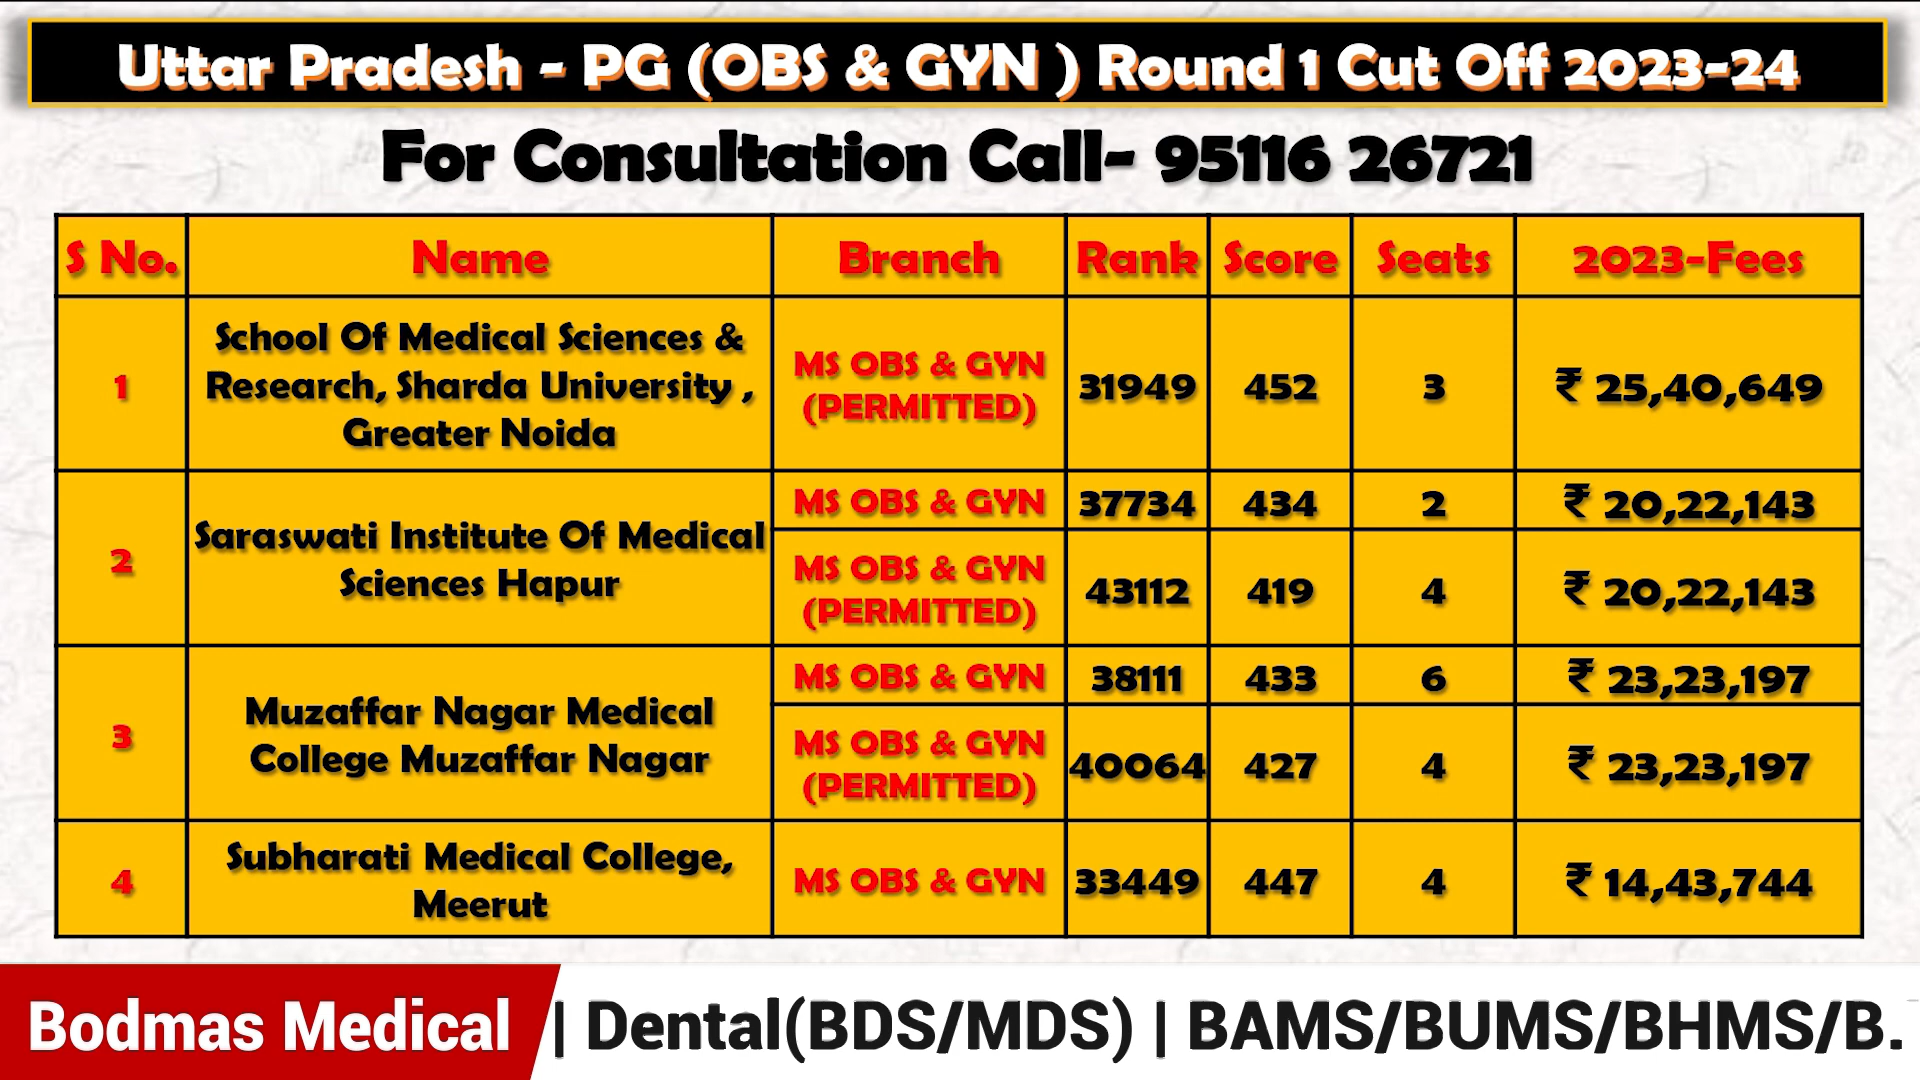 Uttar Pradesh - PG (OBS & GYN ) Round 1 Cut Off 2023-24
For Consultation Call- 95116 26721
S No. Name Branch Rank Score Seats 2023-Fees
1
School Of Medical Sciences &
Research, Sharda University ,
Greater Noida
MS OBS & GYN
(PERMITTED)
31949 452 3 ₹ 25,40,649
2
Saraswati Institute Of Medical
Sciences Hapur
MS OBS & GYN 37734 434 2 ₹ 20,22,143
MS OBS & GYN
(PERMITTED)
43112 419 4 ₹ 20,22,143
3
Muzaffar Nagar Medical
College Muzaffar Nagar
MS OBS & GYN 38111 433 6 ₹ 23,23,197
MS OBS & GYN
(PERMITTED)
40064 427 4 ₹ 23,23,197
4
Subharati Medical College,
Meerut
MS OBS & GYN 33449 447 4 ₹ 14,43,744
Bodmas Medical | Dental(BDS/MDS) | BAMS/BUMS/BHMS/B.